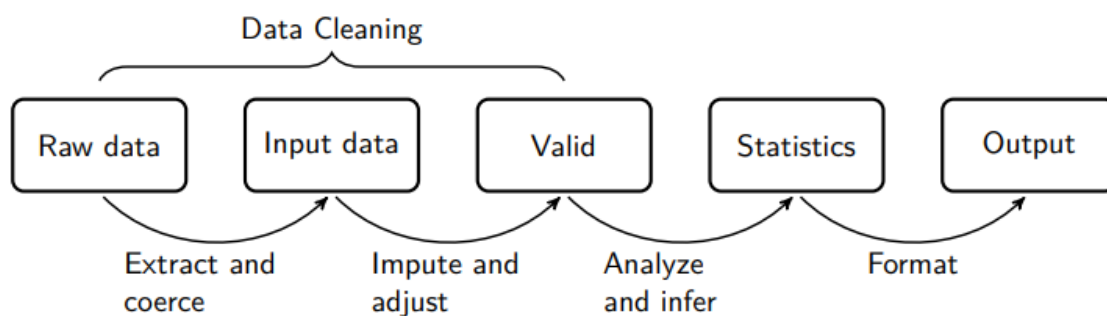 Data Cleaning
Raw data
Input data
Valid
Statistics
Output
Extract and
coerce
Impute and
adjust
Analyze
and infer
Format